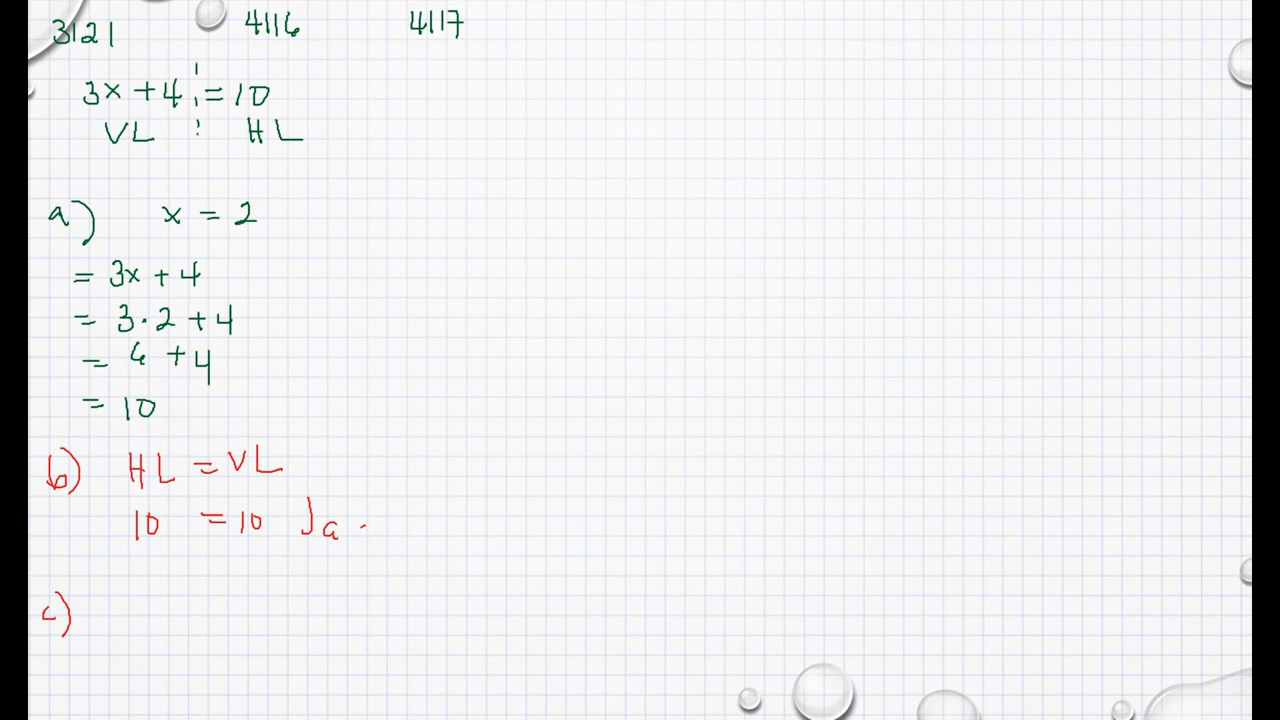 3121 4116 4117
3x + 4 = 10
VL HL
a) x = 2
= 3x + 4
= 3 · 2 + 4
= 6 + 4
= 10
b) HL = VL
10 = 10 Ja.
c)